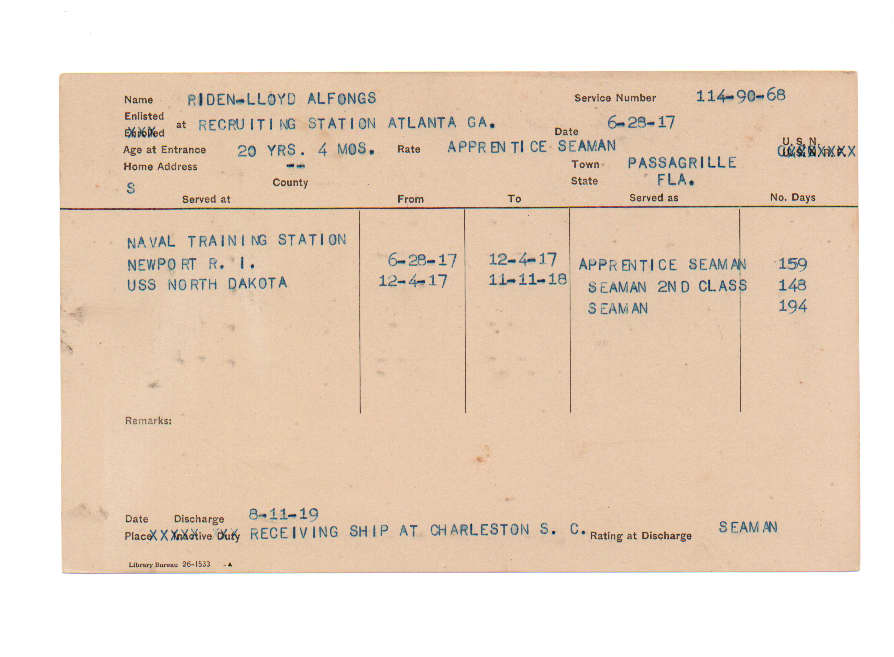 Name RIDEN-LLOYD ALFONGS Service Number 114-90-68
Enlisted
Enrolled at RECRUITING STATION ATLANTA GA. Date 6-28-17
Age at Entrance 20 YRS. 4 MOS. Rate APPRENTICE SEAMAN U.S.N.
Home Address -- Town PASSAGRILLE
S County State FLA.
Served at From To Served as No. Days
NAVAL TRAINING STATION
NEWPORT R. I. 6-28-17 12-4-17 APPRENTICE SEAMAN 159
USS NORTH DAKOTA 12-4-17 11-11-18 SEAMAN 2ND CLASS 148
SEAMAN 194
Remarks:
Date Discharge 8-11-19
Place Inactive Duty RECEIVING SHIP AT CHARLESTON S. C. Rating at Discharge SEAMAN
Library Bureau 26-1533 A